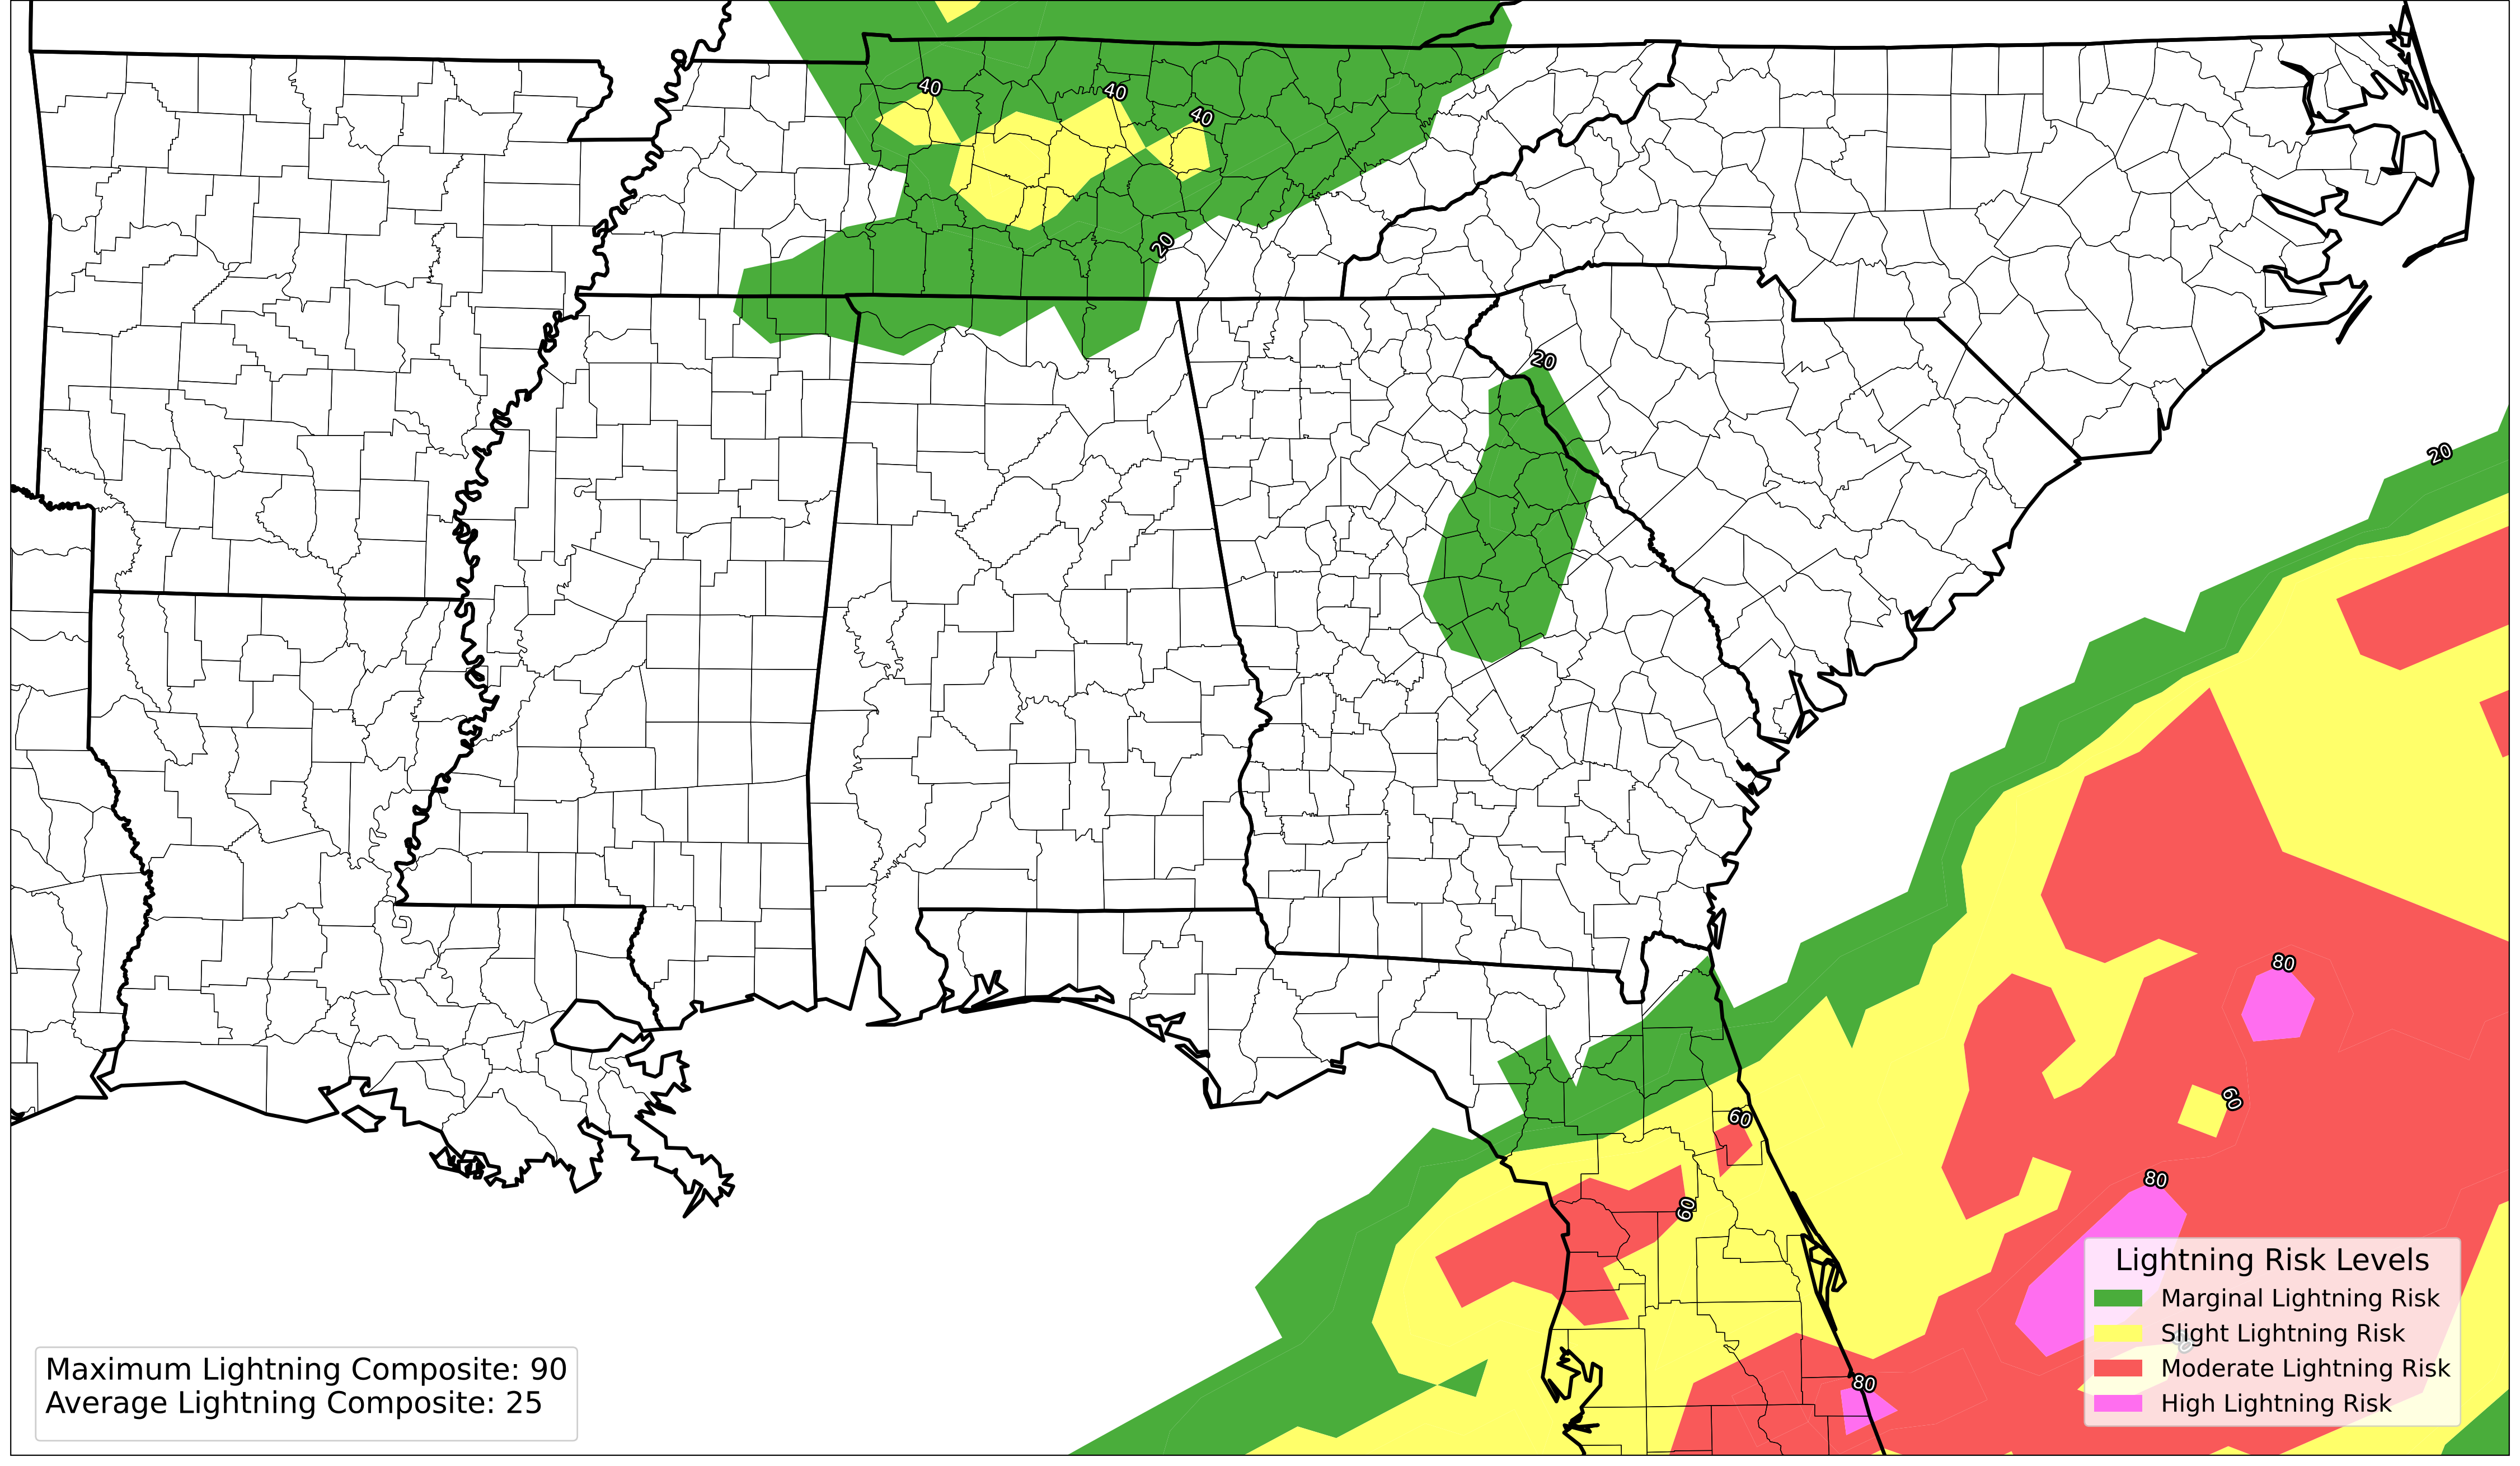 40
40
40
20
20
20
80
60
60
80
60
80
Lightning Risk Levels
Marginal Lightning Risk
Slight Lightning Risk
Moderate Lightning Risk
High Lightning Risk
Maximum Lightning Composite: 90
Average Lightning Composite: 25